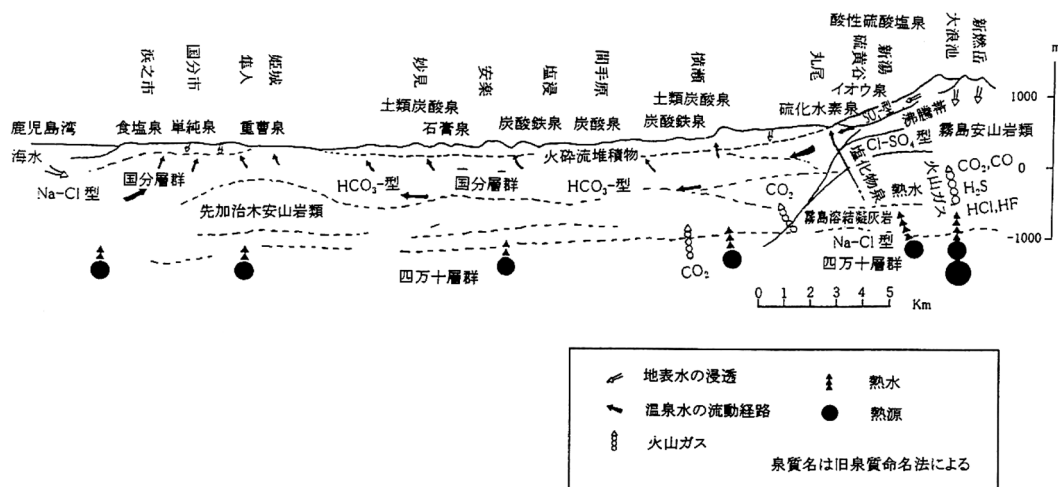 酸性硫酸塩泉
浜之市
国分市
隼人
姫城
妙見
安楽
塩浸
間手原
横瀬
丸尾
硫黄谷
新湯
大浪池
新燃岳
m
1000
0
-1000
イオウ泉
土類炭酸泉
土類炭酸泉
硫化水素泉
SO₄型
沸騰系
鹿児島湾
食塩泉
単純泉
重曹泉
石膏泉
炭酸鉄泉
炭酸泉
炭酸鉄泉
霧島安山岩類
海水
火砕流堆積物
Cl-SO₄型
Na-Cl 型
国分層群
HCO₃-型
国分層群
HCO₃-型
CO₂
塩化物泉
火山ガス
CO₂,CO
H₂S
HCl,HF
熱水
先加治木安山岩類
霧島溶結凝灰岩
Na-Cl 型
四万十層群
CO₂
四万十層群
0 1 2 3 4 5
Km
地表水の浸透
熱水
温泉水の流動経路
熱源
火山ガス
泉質名は旧泉質命名法による